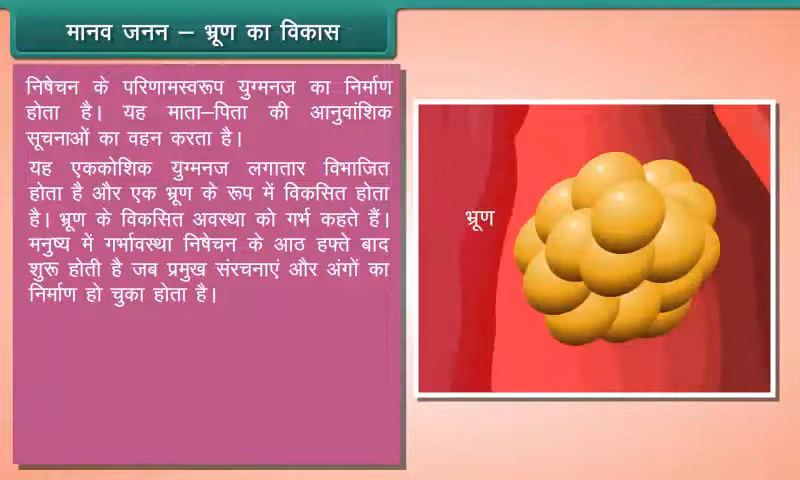 मानव जनन – भ्रूण का विकास
निषेचन के परिणामस्वरूप युग्मनज का निर्माण
होता है। यह माता–पिता की आनुवांशिक
सूचनाओं का वहन करता है।
यह एककोशिक युग्मनज लगातार विभाजित
होता है और एक भ्रूण के रूप में विकसित होता
है। भ्रूण के विकसित अवस्था को गर्भ कहते हैं।
मनुष्य में गर्भावस्था निषेचन के आठ हफ्ते बाद
शुरू होती है जब प्रमुख संरचनाएं और अंगों का
निर्माण हो चुका होता है।
भ्रूण